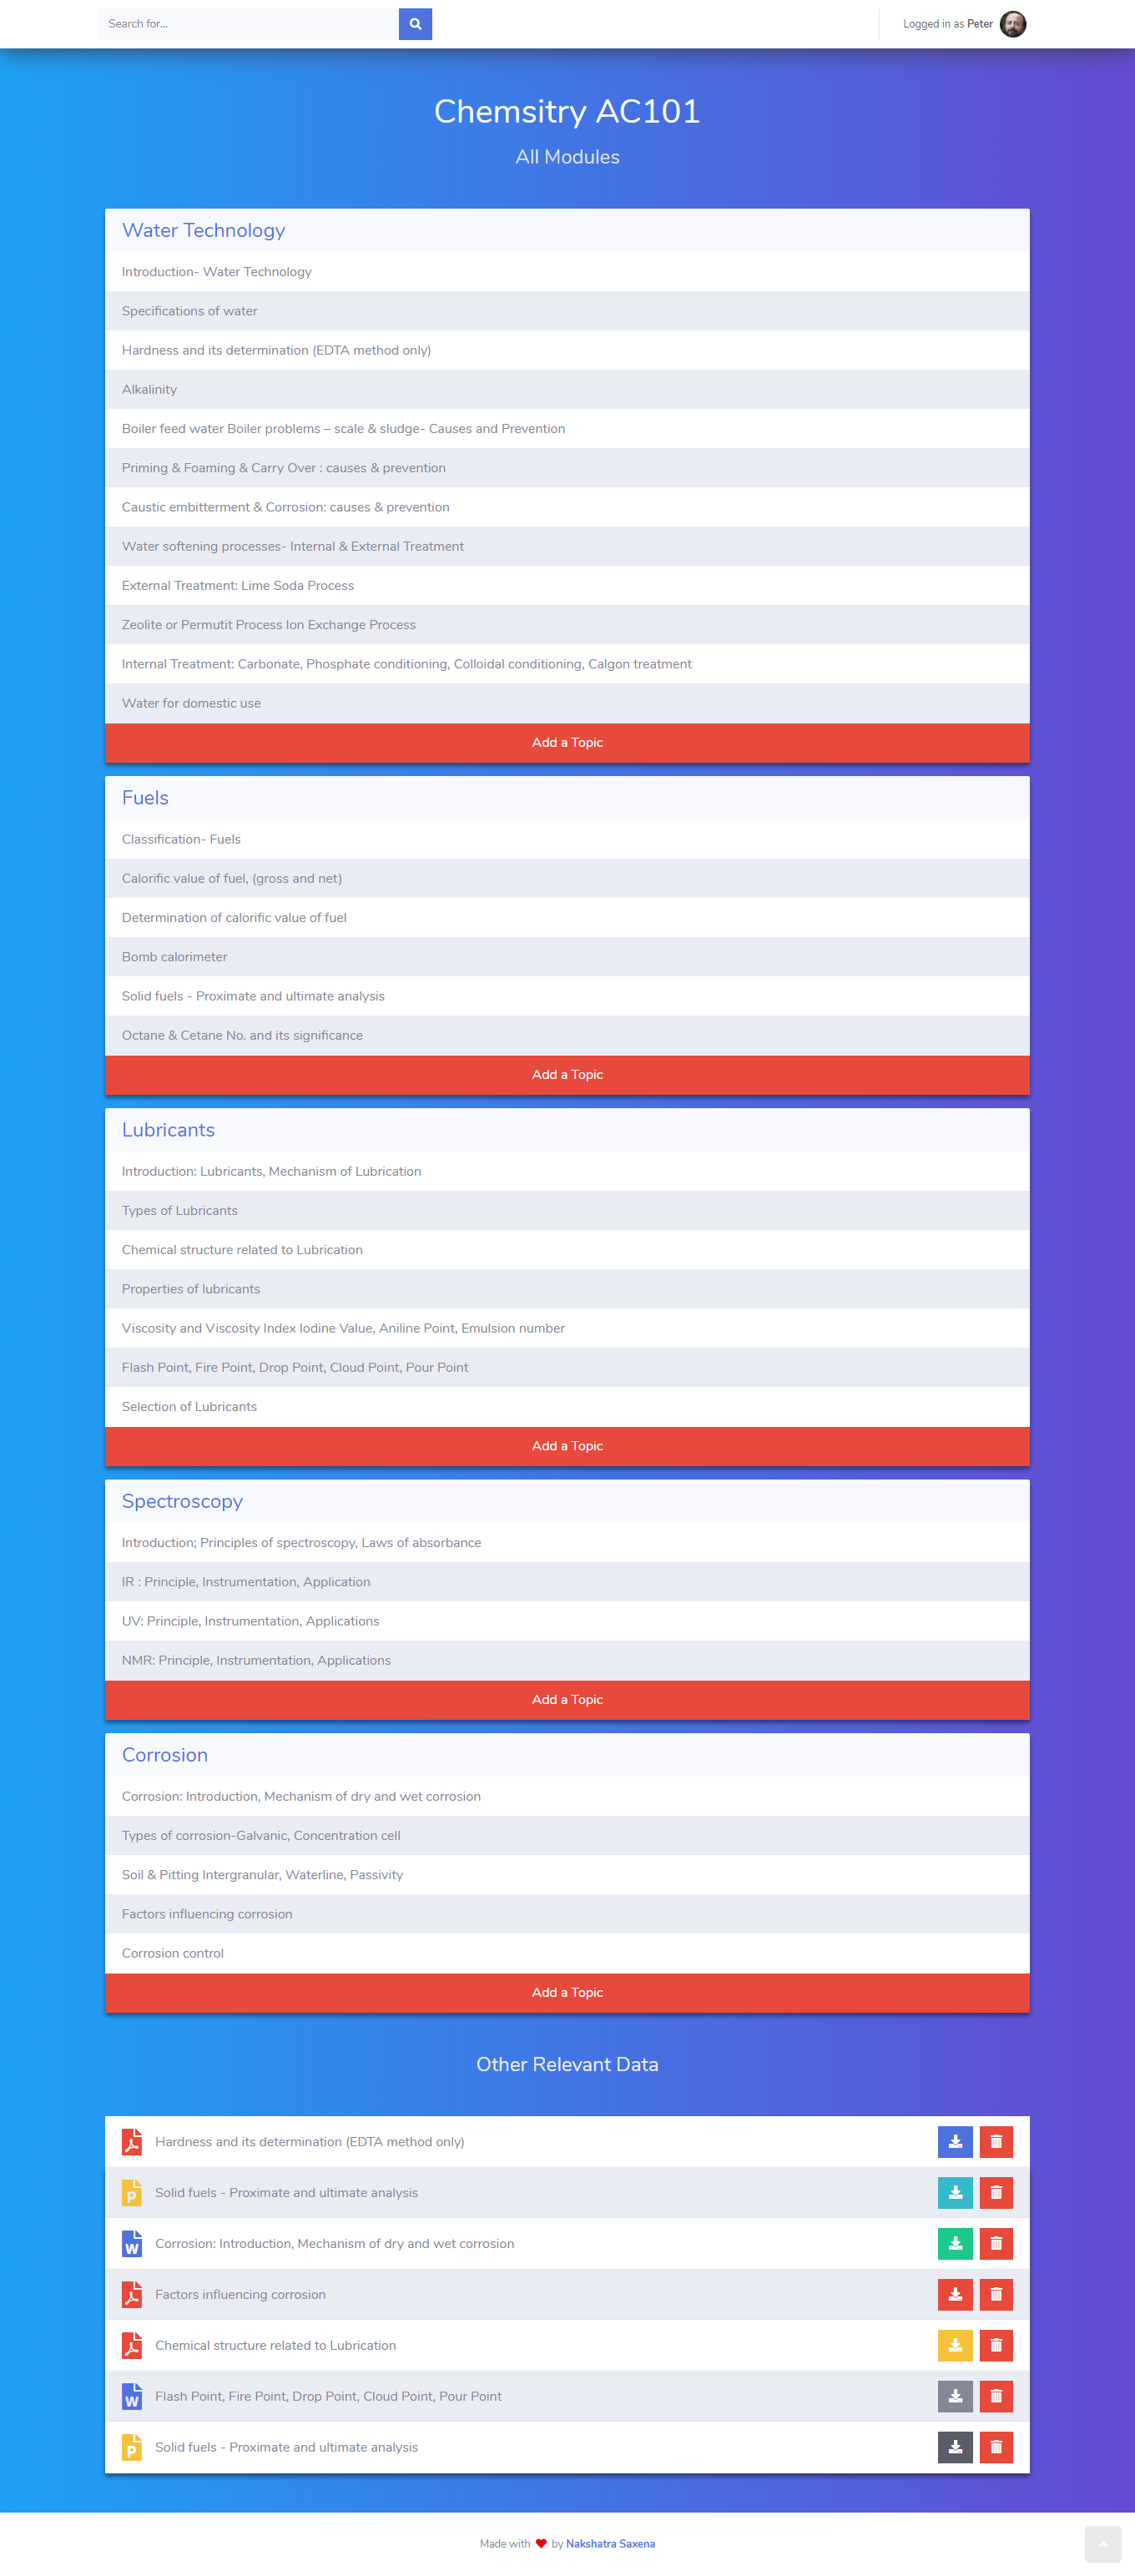 Search for...
Logged in as Peter
Chemsitry AC101
All Modules
Water Technology
Introduction- Water Technology
Specifications of water
Hardness and its determination (EDTA method only)
Alkalinity
Boiler feed water Boiler problems – scale & sludge- Causes and Prevention
Priming & Foaming & Carry Over : causes & prevention
Caustic embitterment & Corrosion: causes & prevention
Water softening processes- Internal & External Treatment
External Treatment: Lime Soda Process
Zeolite or Permutit Process Ion Exchange Process
Internal Treatment: Carbonate, Phosphate conditioning, Colloidal conditioning, Calgon treatment
Water for domestic use
Add a Topic
Fuels
Classification- Fuels
Calorific value of fuel, (gross and net)
Determination of calorific value of fuel
Bomb calorimeter
Solid fuels - Proximate and ultimate analysis
Octane & Cetane No. and its significance
Add a Topic
Lubricants
Introduction: Lubricants, Mechanism of Lubrication
Types of Lubricants
Chemical structure related to Lubrication
Properties of lubricants
Viscosity and Viscosity Index Iodine Value, Aniline Point, Emulsion number
Flash Point, Fire Point, Drop Point, Cloud Point, Pour Point
Selection of Lubricants
Add a Topic
Spectroscopy
Introduction; Principles of spectroscopy, Laws of absorbance
IR : Principle, Instrumentation, Application
UV: Principle, Instrumentation, Applications
NMR: Principle, Instrumentation, Applications
Add a Topic
Corrosion
Corrosion: Introduction, Mechanism of dry and wet corrosion
Types of corrosion-Galvanic, Concentration cell
Soil & Pitting Intergranular, Waterline, Passivity
Factors influencing corrosion
Corrosion control
Add a Topic
Other Relevant Data
Hardness and its determination (EDTA method only)
P Solid fuels - Proximate and ultimate analysis
W Corrosion: Introduction, Mechanism of dry and wet corrosion
Factors influencing corrosion
Chemical structure related to Lubrication
W Flash Point, Fire Point, Drop Point, Cloud Point, Pour Point
P Solid fuels - Proximate and ultimate analysis
Made with ❤ by Nakshatra Saxena